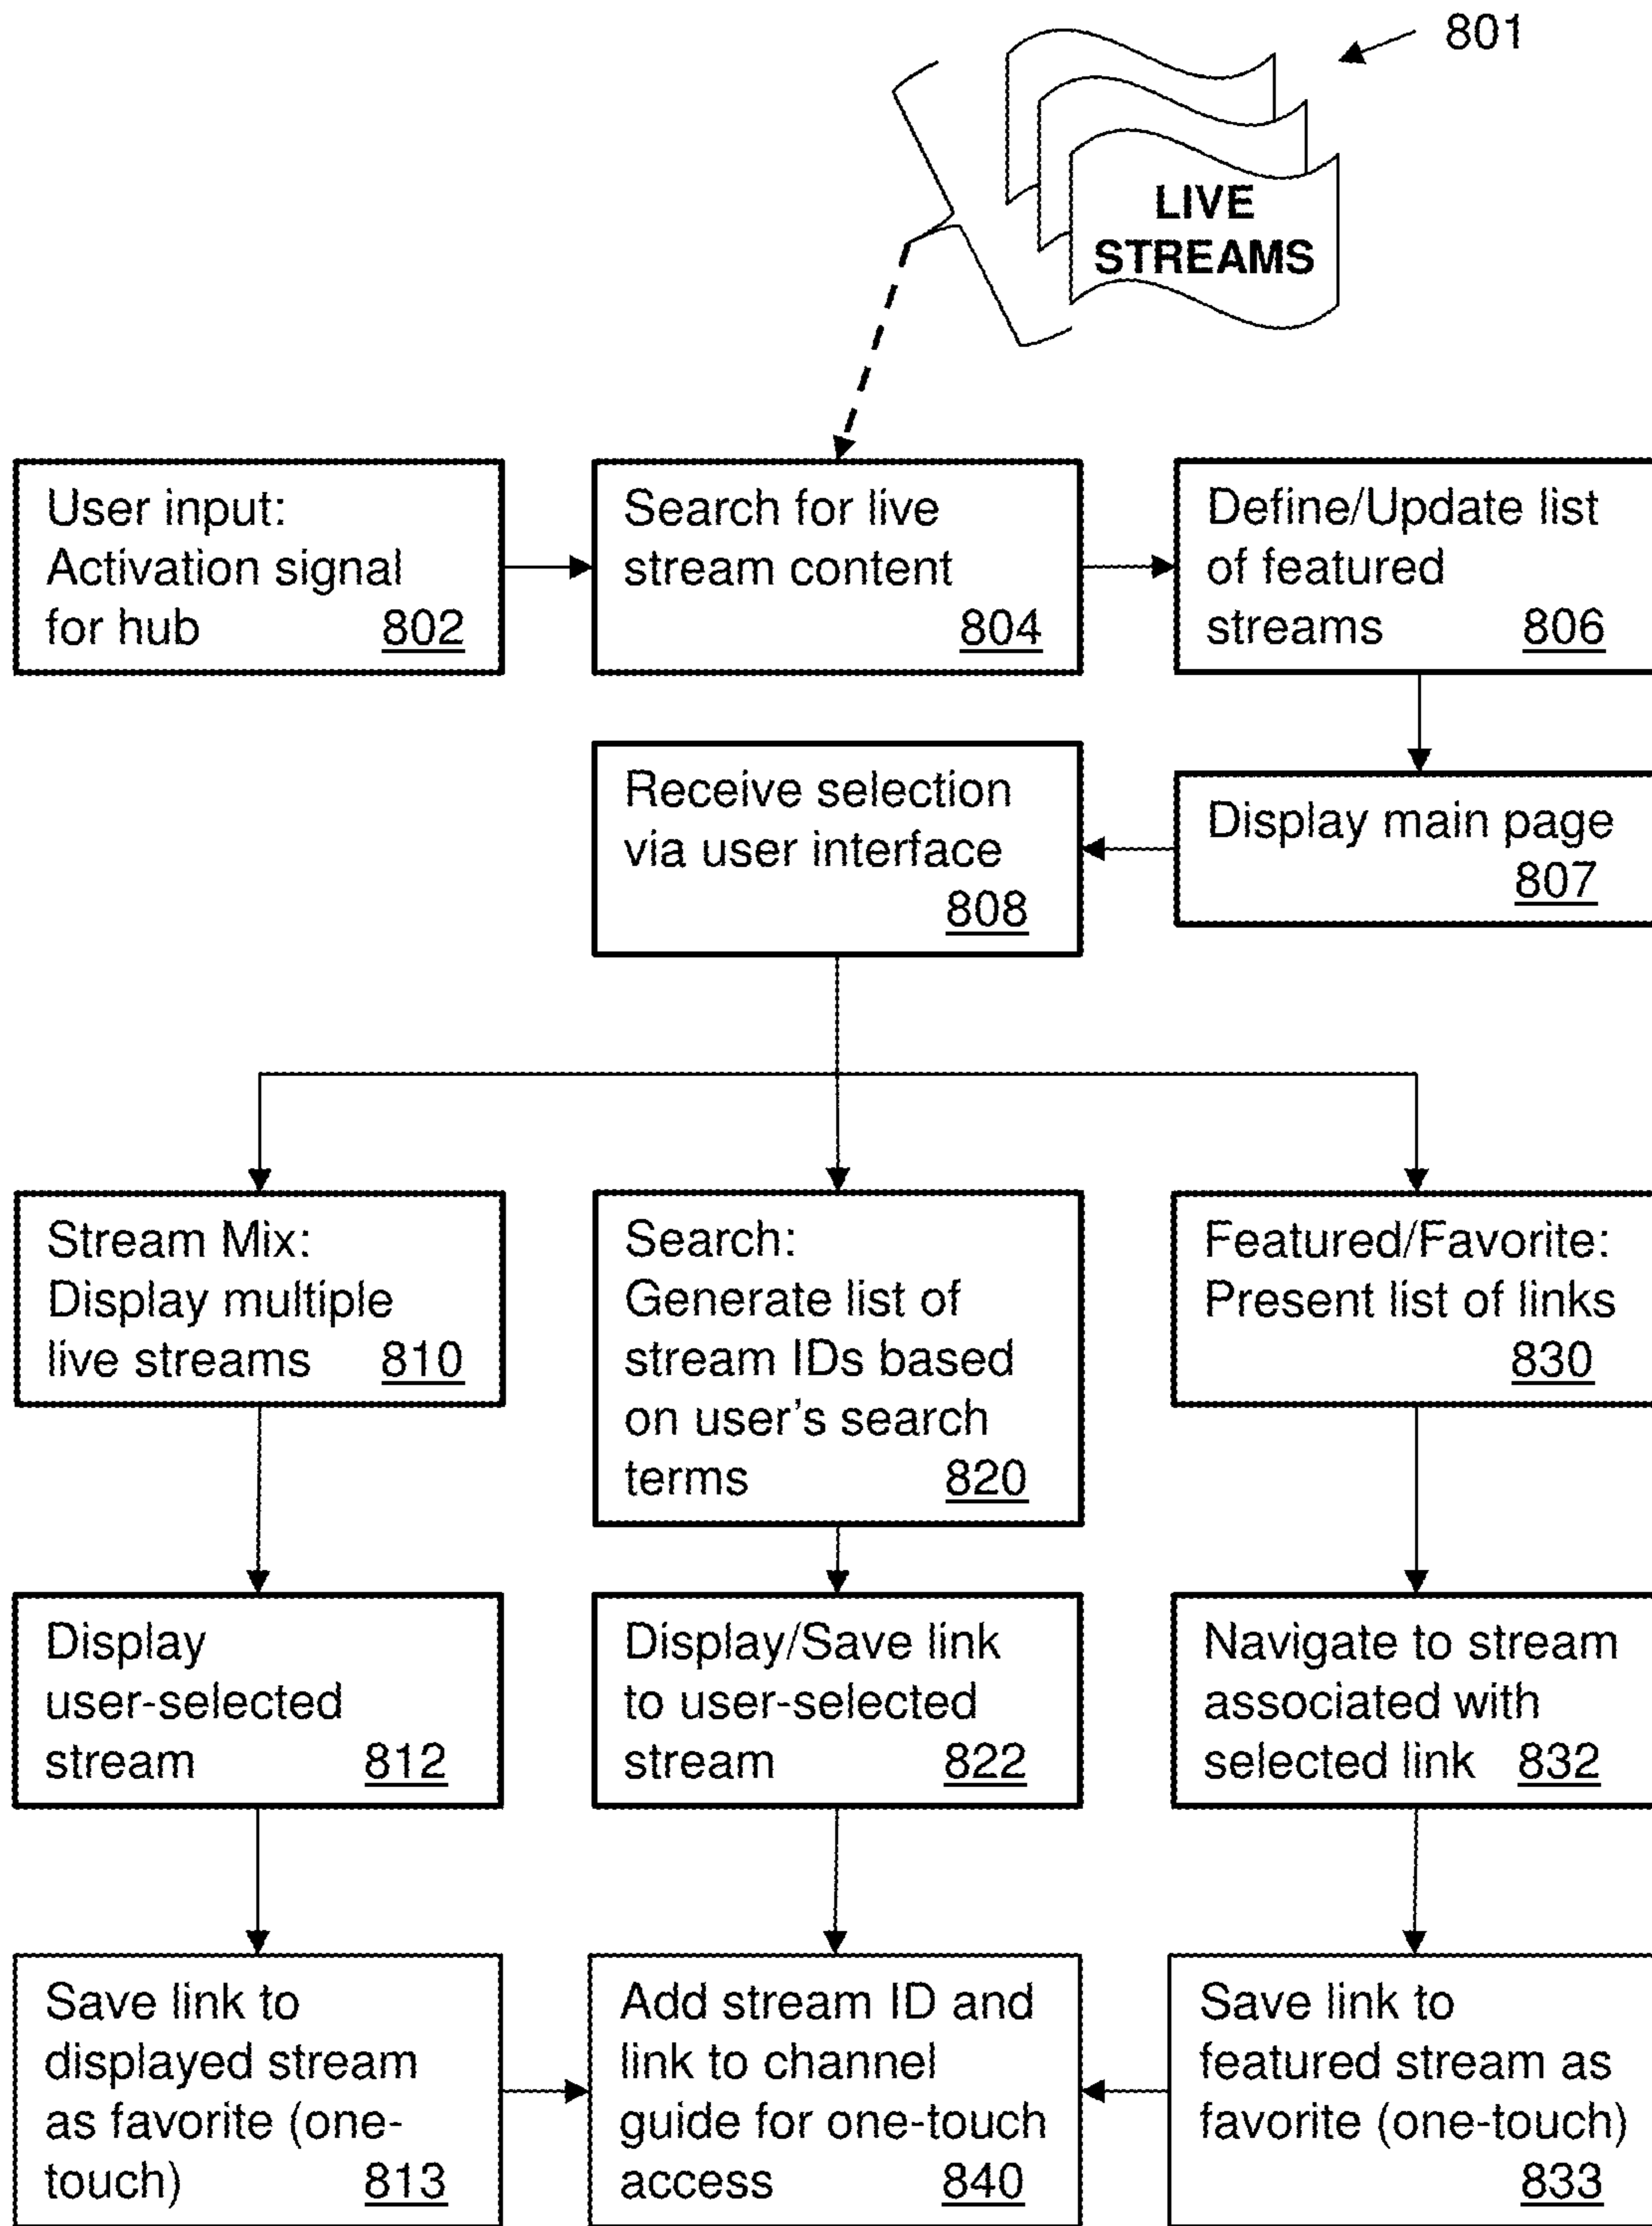 801
LIVE
STREAMS
User input:
Activation signal
for hub 802
Search for live
stream content
804
Define/Update list
of featured
streams 806
Receive selection
via user interface
808
Display main page
807
Stream Mix:
Display multiple
live streams 810
Search:
Generate list of
stream IDs based
on user's search
terms 820
Featured/Favorite:
Present list of links
830
Display
user-selected
stream 812
Display/Save link
to user-selected
stream 822
Navigate to stream
associated with
selected link 832
Save link to
displayed stream
as favorite (one-
touch) 813
Add stream ID and
link to channel
guide for one-touch
access 840
Save link to
featured stream as
favorite (one-touch)
833